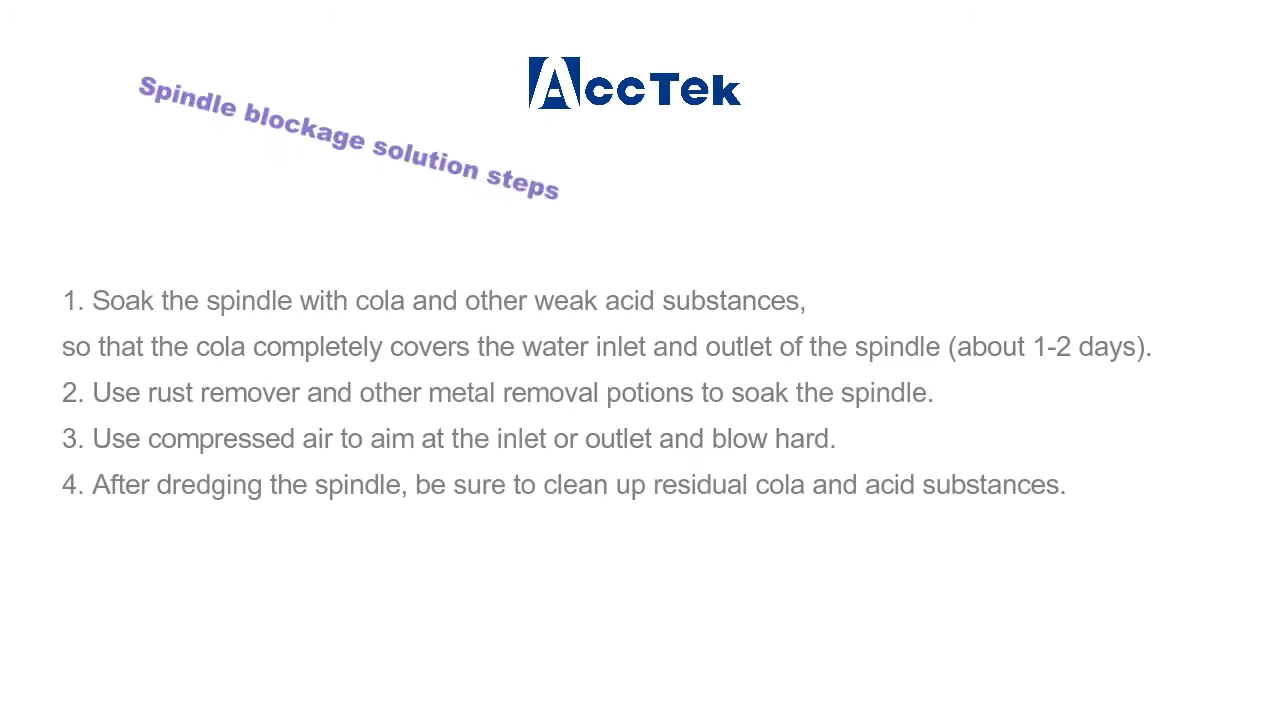 AccTek
Spindle blockage solution steps
1. Soak the spindle with cola and other weak acid substances,
so that the cola completely covers the water inlet and outlet of the spindle (about 1-2 days).
2. Use rust remover and other metal removal potions to soak the spindle.
3. Use compressed air to aim at the inlet or outlet and blow hard.
4. After dredging the spindle, be sure to clean up residual cola and acid substances.